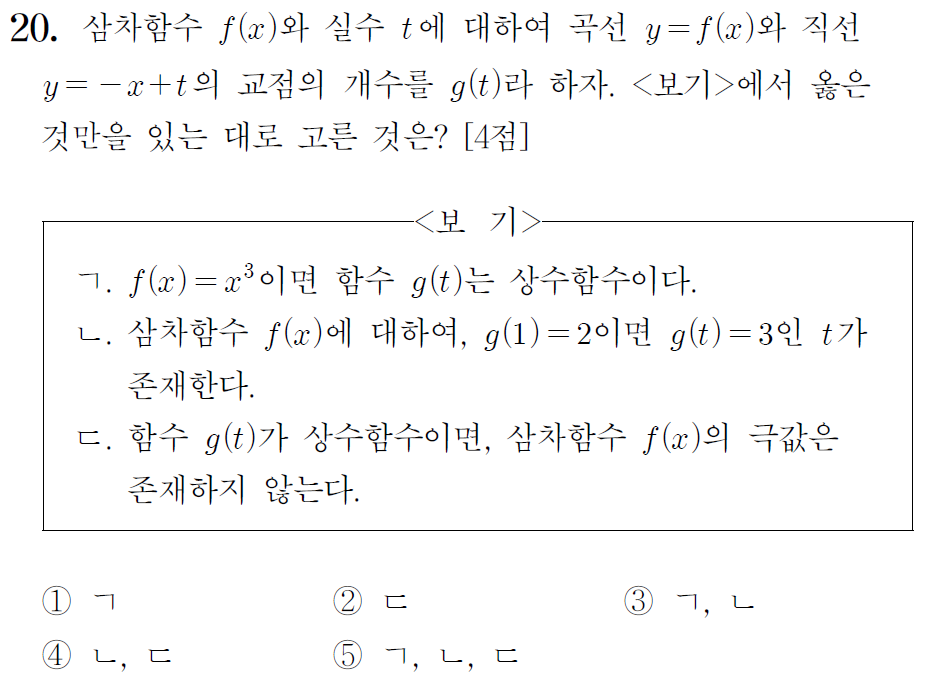 20. 삼차함수 f(x)와 실수 t에 대하여 곡선 y=f(x)와 직선
y=-x+t의 교점의 개수를 g(t)라 하자. <보기>에서 옳은
것만을 있는 대로 고른 것은? [4점]
<보 기>
ㄱ. f(x)=x³이면 함수 g(t)는 상수함수이다.
ㄴ. 삼차함수 f(x)에 대하여, g(1)=2이면 g(t)=3인 t가
존재한다.
ㄷ. 함수 g(t)가 상수함수이면, 삼차함수 f(x)의 극값은
존재하지 않는다.
① ㄱ ② ㄷ ③ ㄱ, ㄴ
④ ㄴ, ㄷ ⑤ ㄱ, ㄴ, ㄷ